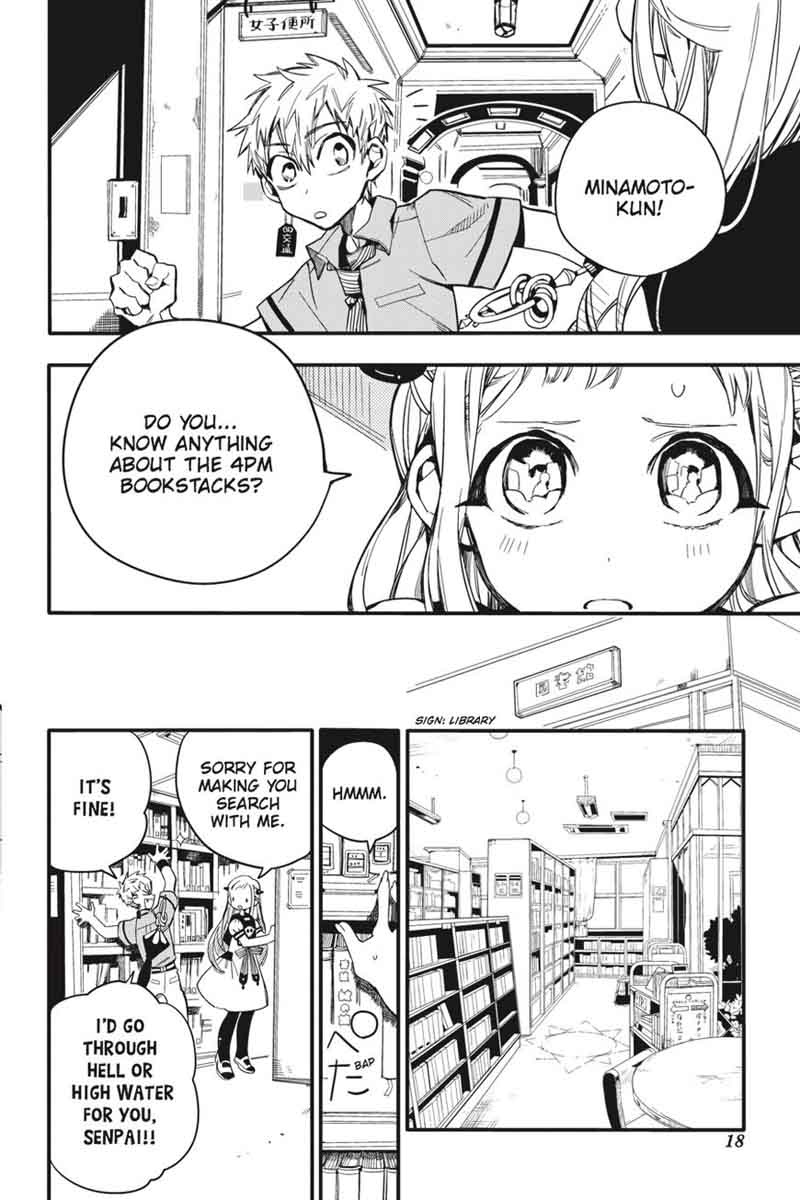 女子便所
MINAMOTO-
KUN!
DO YOU...
KNOW ANYTHING
ABOUT THE 4PM
BOOKSTACKS?
図書館
SIGN: LIBRARY
HMMM.
ぺた
BAP
SORRY FOR
MAKING YOU
SEARCH
WITH ME.
IT'S
FINE!
I'D GO
THROUGH
HELL OR
HIGH WATER
FOR YOU,
SENPAI!!
18